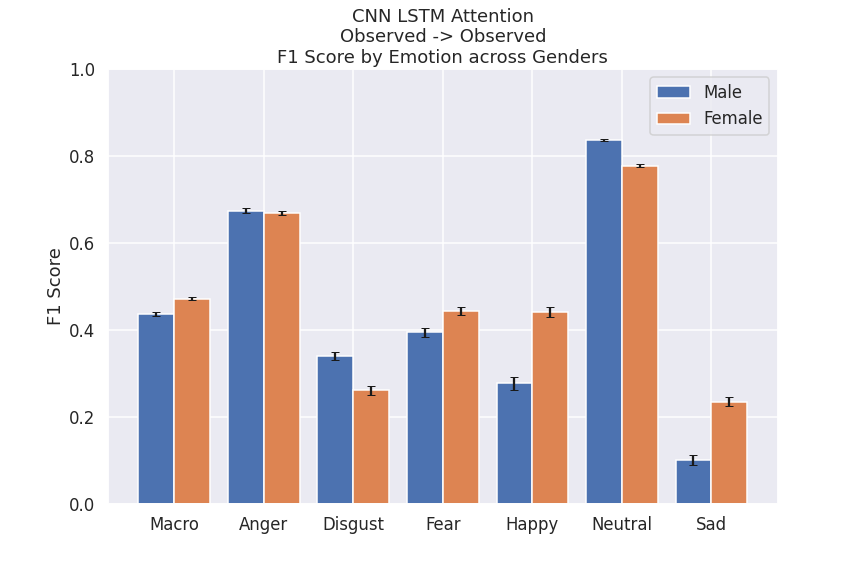 CNN LSTM Attention
Observed -> Observed
F1 Score by Emotion across Genders
1.0
0.8
0.6
0.4
0.2
0.0
F1 Score
Male
Female
Macro Anger Disgust Fear Happy Neutral Sad